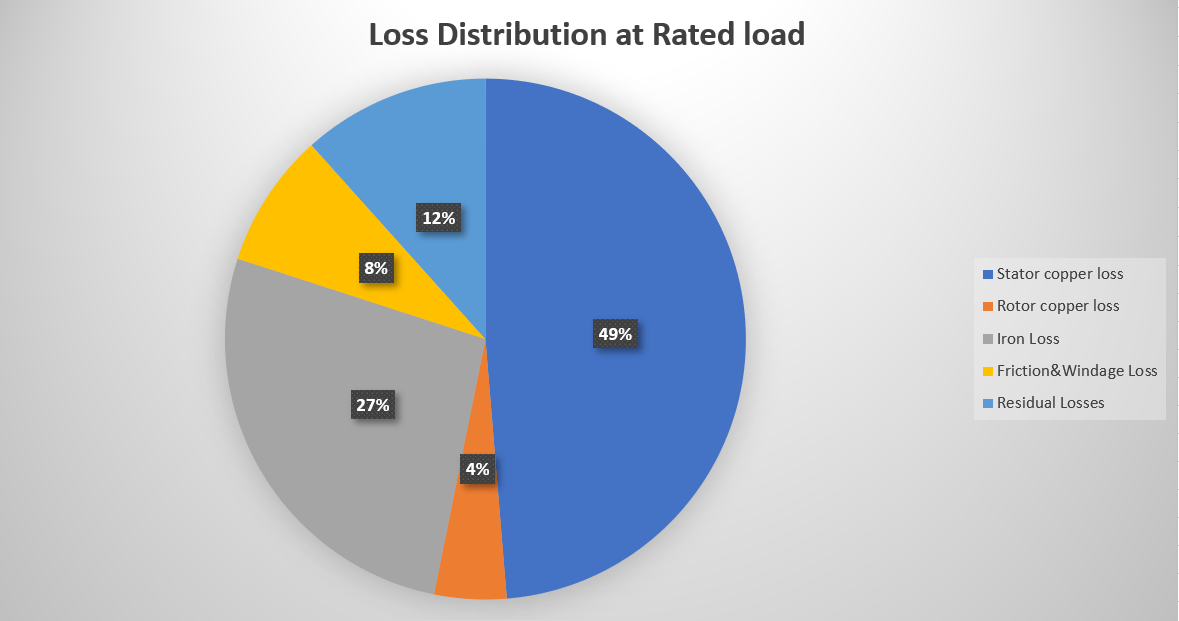 Loss Distribution at Rated load
12%
8%
49%
27%
4%
Stator copper loss
Rotor copper loss
Iron Loss
Friction&Windage Loss
Residual Losses